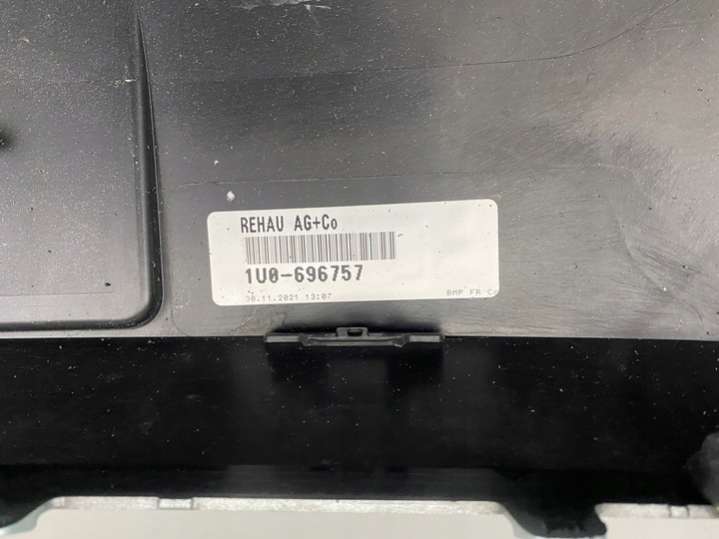 REHAU AG+Co
1U0-696757
30.11.2021 13:07
BMP FR